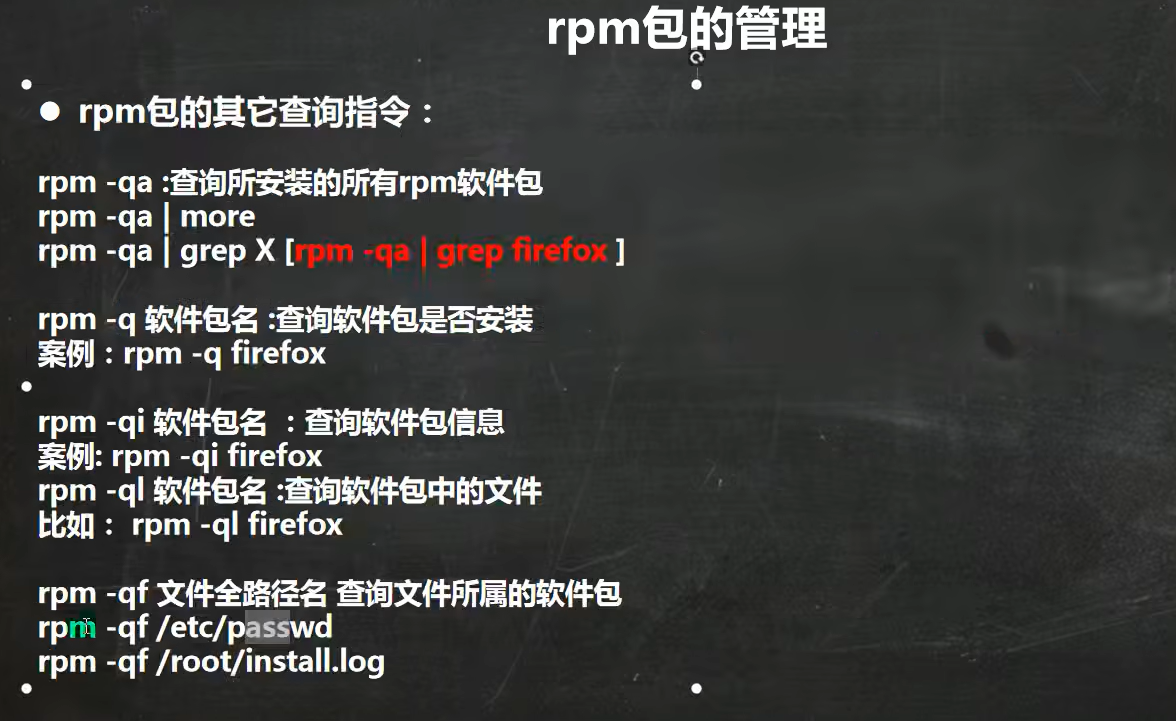 rpm包的管理
● rpm包的其它查询指令：
rpm -qa :查询所安装的所有rpm软件包
rpm -qa | more
rpm -qa | grep X [rpm -qa | grep firefox ]
rpm -q 软件包名 :查询软件包是否安装
案例：rpm -q firefox
rpm -qi 软件包名 ：查询软件包信息
案例: rpm -qi firefox
rpm -ql 软件包名 :查询软件包中的文件
比如： rpm -ql firefox
rpm -qf 文件全路径名 查询文件所属的软件包
rpm -qf /etc/passwd
rpm -qf /root/install.log